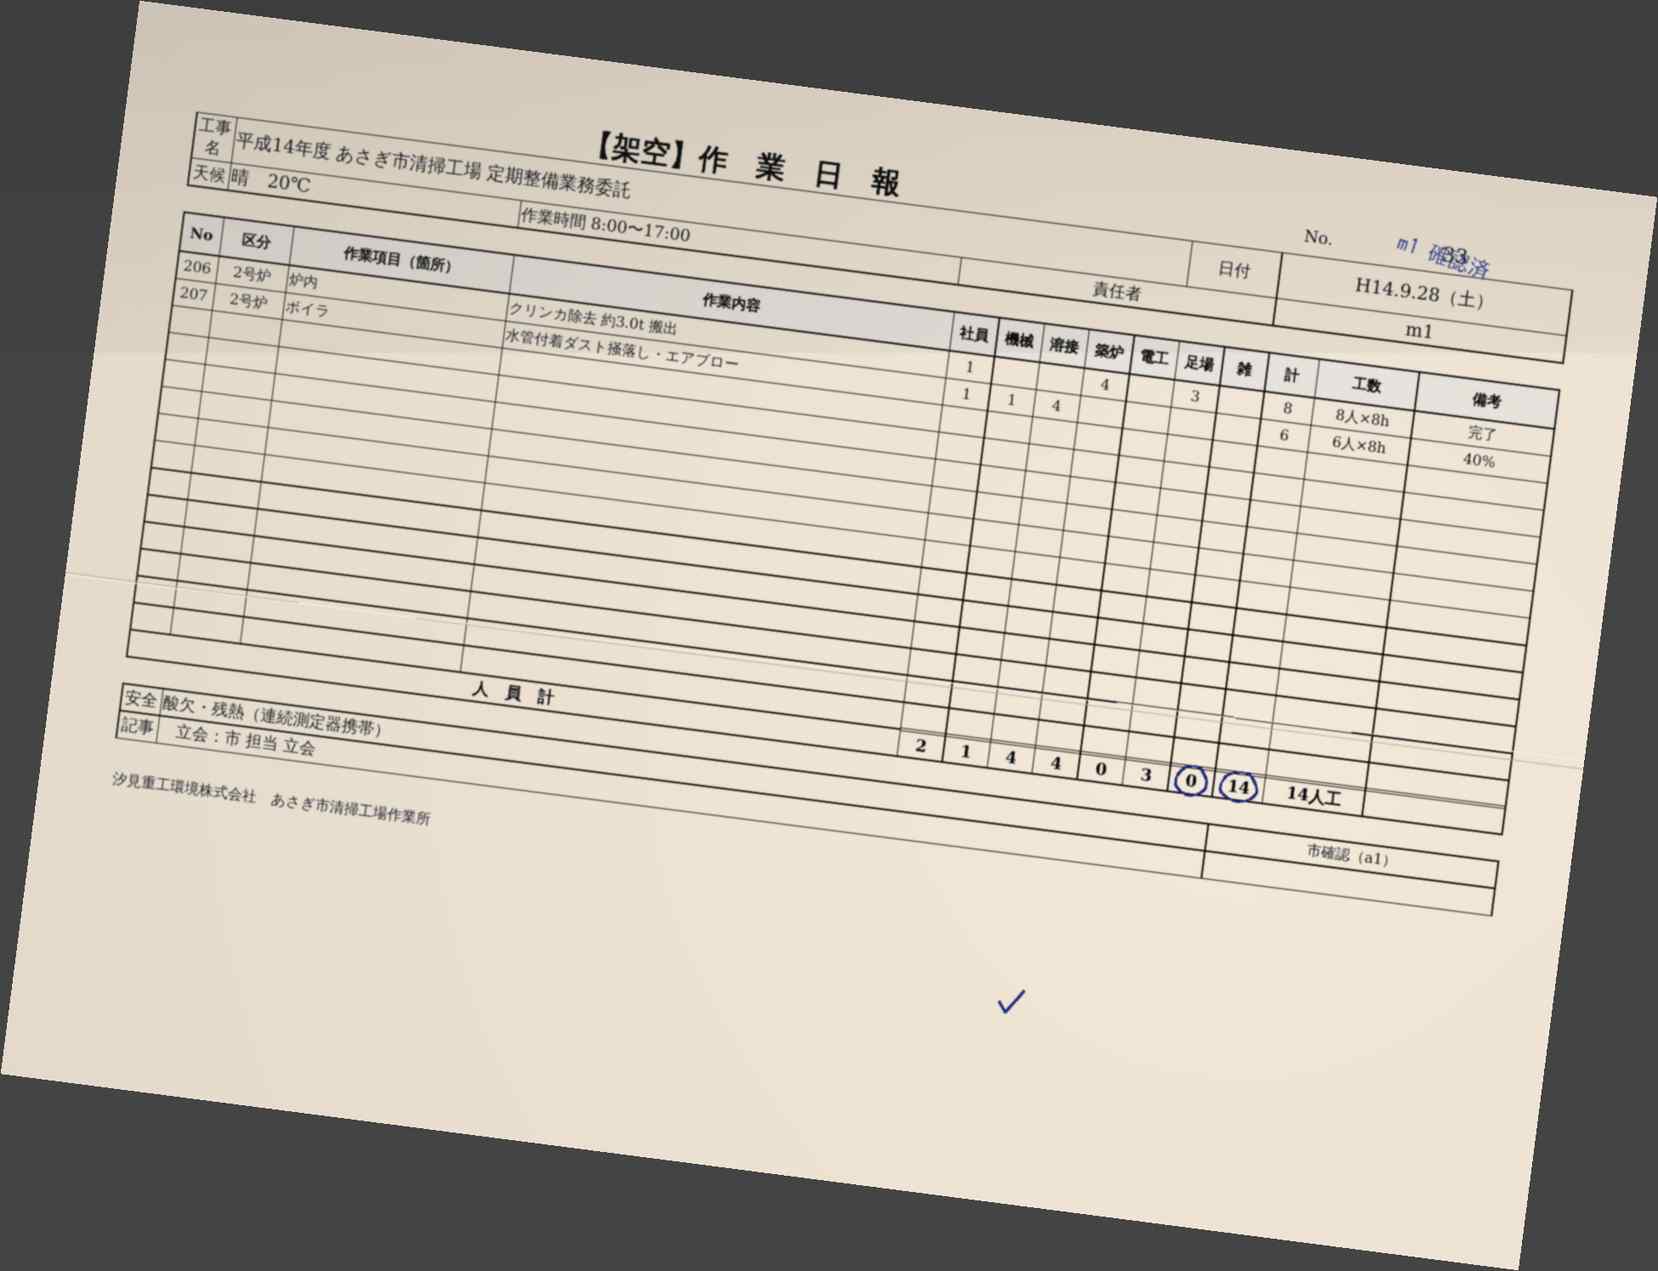 【架空】作 業 日 報
No. 33
m1 確認済
工事名 平成14年度 あさぎ市清掃工場 定期整備業務委託 日付 H14.9.28（土）
天候 晴 20℃ 作業時間 8:00〜17:00 責任者 m1
No 区分 作業項目（箇所） 作業内容 社員 機械 溶接 築炉 電工 足場 雑 計 工数 備考
206 2号炉 炉内 クリンカ除去 約3.0t 搬出 1 4 3 8 8人×8h 完了
207 2号炉 ボイラ 水管付着ダスト掻落し・エアブロー 1 1 4 6 6人×8h 40%
人 員 計 2 1 4 4 0 3 0 14 14人工
安全 酸欠・残熱（連続測定器携帯） 市確認（a1）
記事 立会：市 担当 立会
汐見重工環境株式会社 あさぎ市清掃工場作業所